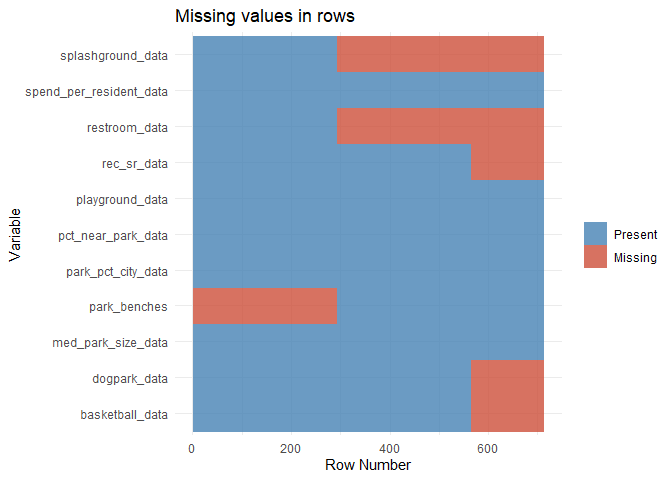 Missing values in rows
splashground_data
spend_per_resident_data
restroom_data
rec_sr_data
playground_data
pct_near_park_data
park_pct_city_data
park_benches
med_park_size_data
dogpark_data
basketball_data
Variable
Present
Missing
0 200 400 600
Row Number